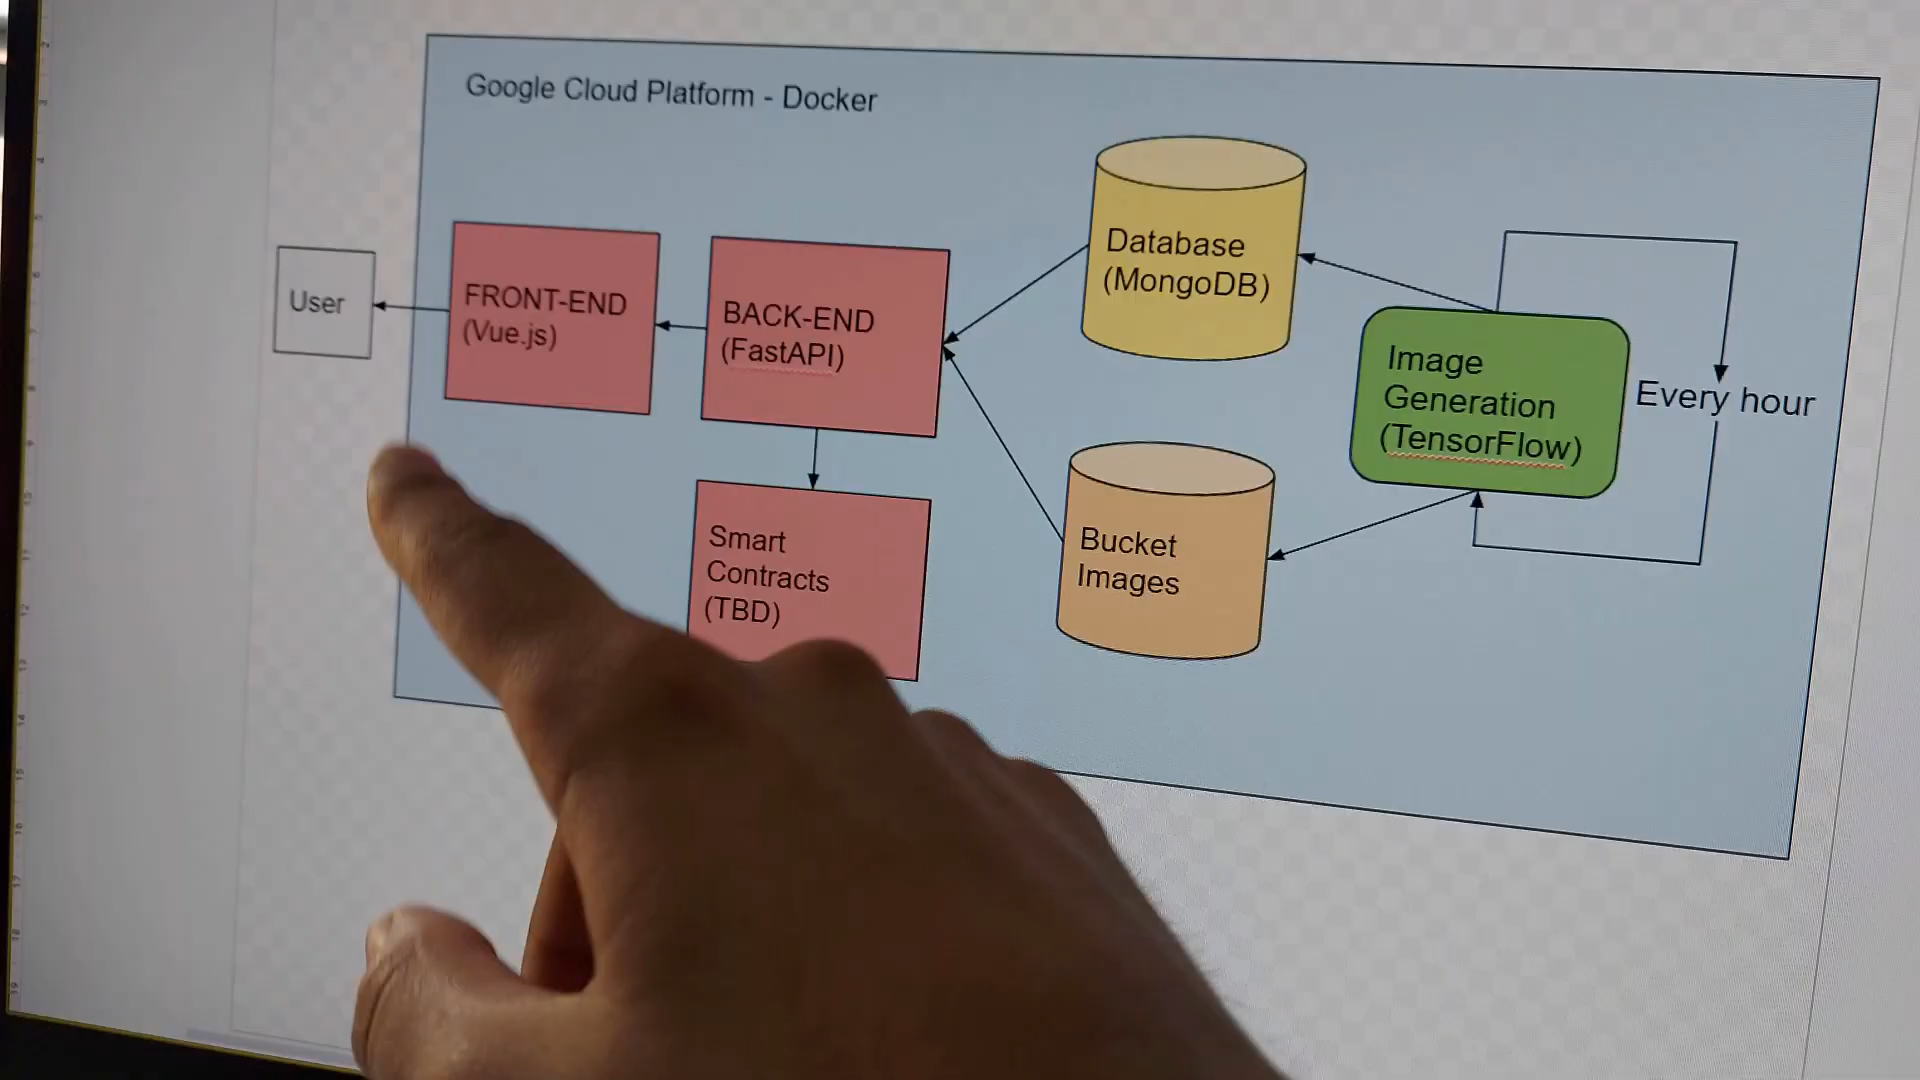 Google Cloud Platform - Docker
User
FRONT-END
(Vue.js)
BACK-END
(FastAPI)
Smart
Contracts
(TBD)
Database
(MongoDB)
Bucket
Images
Image
Generation
(TensorFlow)
Every hour